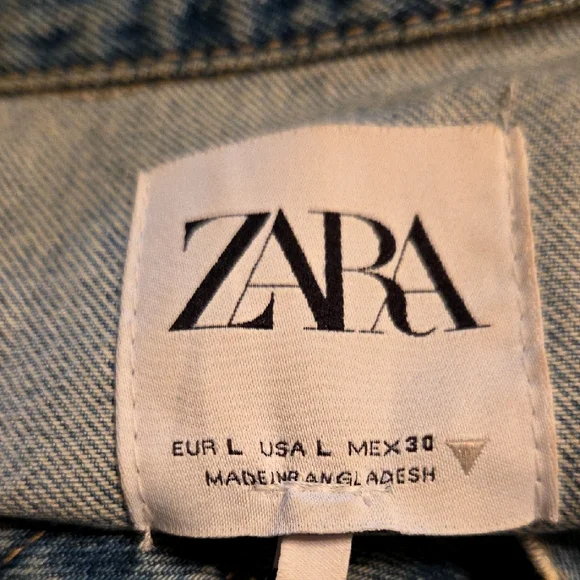 ZARA
EUR L USA L MEX 30
MADE IN BANGLADESH